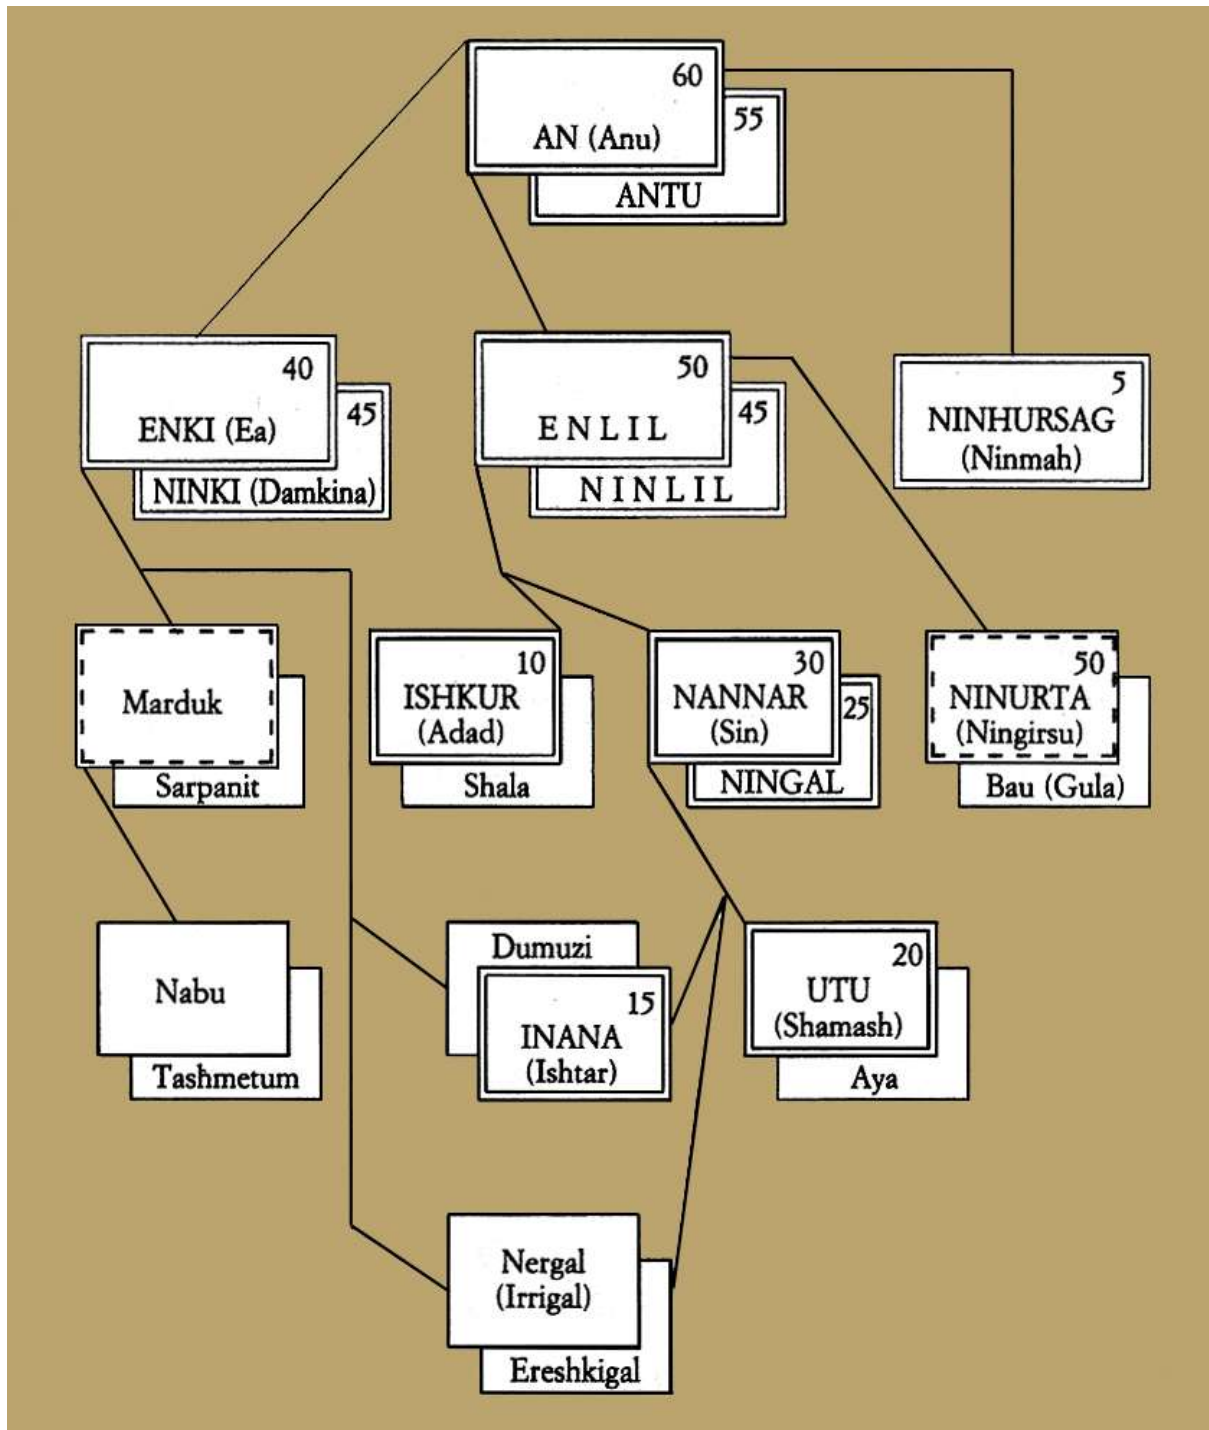 60
AN (Anu)
55
ANTU
40
ENKI (Ea)
45
NINKI (Damkina)
50
ENLIL
45
NINLIL
5
NINHURSAG
(Ninmah)
Marduk
Sarpanit
10
ISHKUR
(Adad)
Shala
30
NANNAR
(Sin)
25
NINGAL
50
NINURTA
(Ningirsu)
Bau (Gula)
Nabu
Tashmetum
Dumuzi
15
INANA
(Ishtar)
20
UTU
(Shamash)
Aya
Nergal
(Irrigal)
Ereshkigal